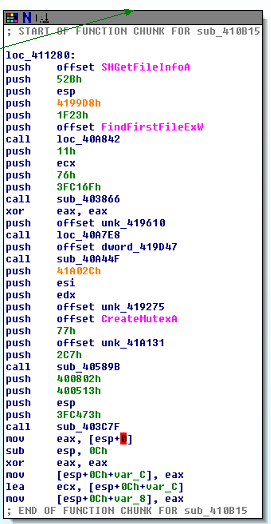 ; START OF FUNCTION CHUNK FOR sub_410B15
loc_411280:
push offset SHGetFileInfoA
push 52Bh
push esp
push 4199D8h
push 1F23h
push offset FindFirstFileExW
call loc_40A842
push 11h
push ecx
push 76h
push 3FC16Fh
call sub_403866
xor eax, eax
push offset unk_419610
call loc_40A7E8
push offset dword_419D47
call sub_40A44F
push 41A02Ch
push esi
push edx
push offset unk_419275
push offset CreateMutexA
push 77h
push offset unk_41A131
push 2C7h
call sub_40589B
push 400802h
push 400513h
push esp
push 3FC473h
call sub_403C7F
mov eax, [esp+0]
sub esp, 0Ch
xor eax, eax
mov [esp+0Ch+var_C], eax
lea ecx, [esp+0Ch+var_C]
mov [esp+0Ch+var_8], eax
; END OF FUNCTION CHUNK FOR sub_410B15